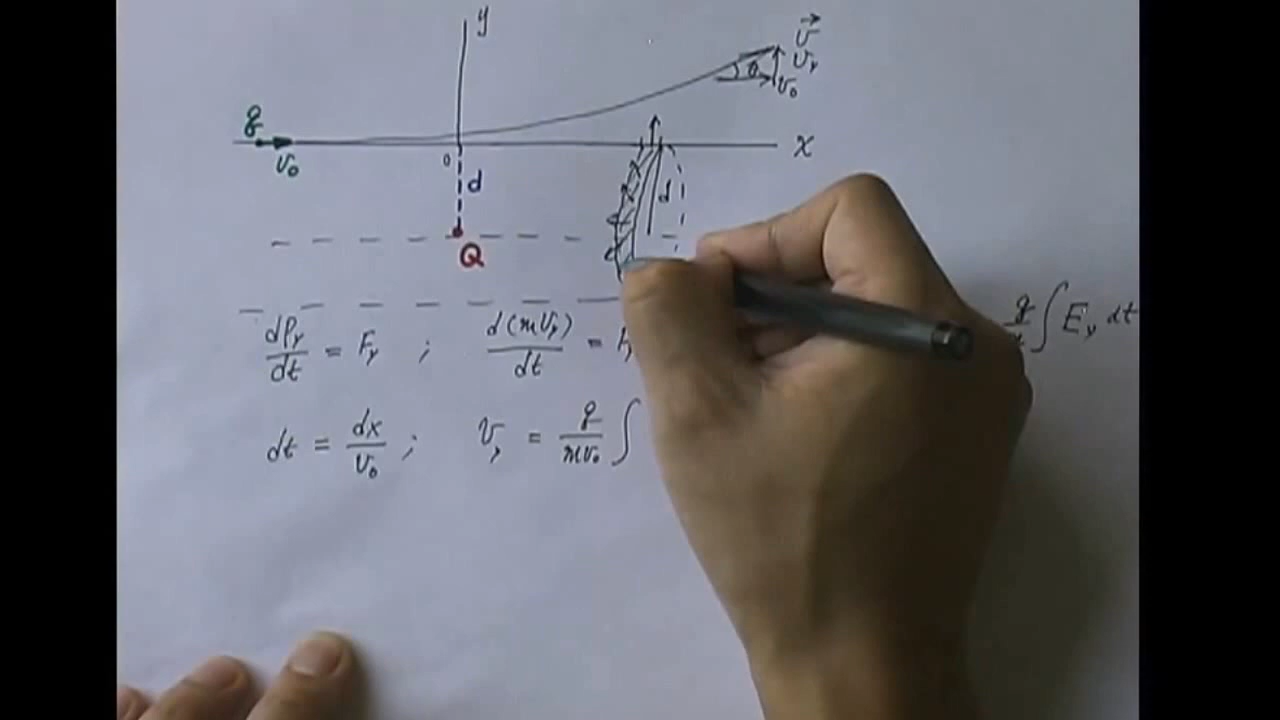 y
v⃗
v_y
θ
v₀
q
v₀
0
x
d
d
Q
dP_y/dt = F_y ; d(mv_y)/dt = F_y q/ ∫ E_y dt
dt = dx/v₀ ; v_y = q/mv₀ ∫